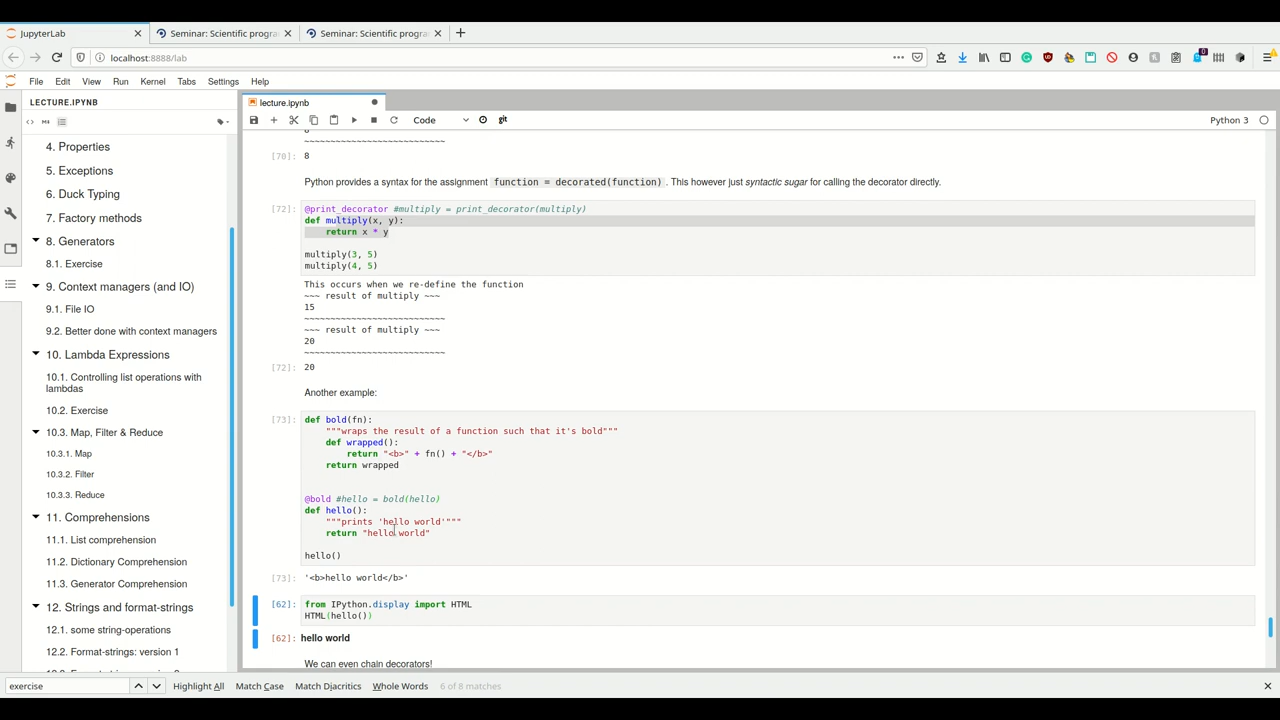 JupyterLab
Seminar: Scientific progra
Seminar: Scientific progra
localhost:8888/lab
File Edit View Run Kernel Tabs Settings Help
LECTURE.IPYNB
lecture.ipynb
Code
git
Python 3
4. Properties
5. Exceptions
6. Duck Typing
7. Factory methods
8. Generators
8.1. Exercise
9. Context managers (and IO)
9.1. File IO
9.2. Better done with context managers
10. Lambda Expressions
10.1. Controlling list operations with
lambdas
10.2. Exercise
10.3. Map, Filter & Reduce
10.3.1. Map
10.3.2. Filter
10.3.3. Reduce
11. Comprehensions
11.1. List comprehension
11.2. Dictionary Comprehension
11.3. Generator Comprehension
12. Strings and format-strings
12.1. some string-operations
12.2. Format-strings: version 1
~~~~~~~~~~~~~~~~~~~~~~~~~~
[70]: 8
Python provides a syntax for the assignment function = decorated(function). This however just syntactic sugar for calling the decorator directly.
[72]: @print_decorator #multiply = print_decorator(multiply)
def multiply(x, y):
    return x * y
multiply(3, 5)
multiply(4, 5)
This occurs when we re-define the function
~~~ result of multiply ~~~
15
~~~~~~~~~~~~~~~~~~~~~~~~~~
~~~ result of multiply ~~~
20
~~~~~~~~~~~~~~~~~~~~~~~~~~
[72]: 20
Another example:
[73]: def bold(fn):
    """wraps the result of a function such that it's bold"""
    def wrapped():
        return "<b>" + fn() + "</b>"
    return wrapped
@bold #hello = bold(hello)
def hello():
    """prints 'hello world'"""
    return "hello world"
hello()
[73]: '<b>hello world</b>'
[62]: from IPython.display import HTML
HTML(hello())
[62]: hello world
We can even chain decorators!
exercise
Highlight All Match Case Match Diacritics Whole Words 6 of 8 matches